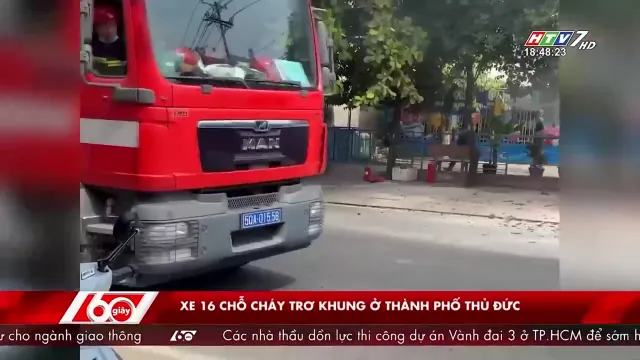 HTV7 HD
18:48:23
MAN
50A-015.56
60 giây
XE 16 CHỖ CHÁY TRƠ KHUNG Ở THÀNH PHỐ THỦ ĐỨC
ư cho ngành giao thông 60 Các nhà thầu dồn lực thi công dự án Vành đai 3 ở TP.HCM để sớm